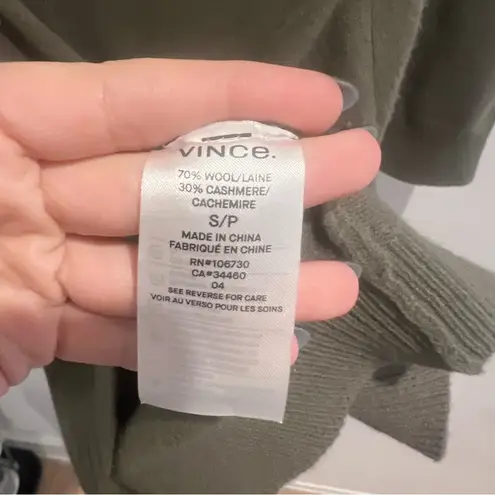 VINCE.
70% WOOL/LAINE
30% CASHMERE/
CACHEMIRE
S/P
MADE IN CHINA
FABRIQUÉ EN CHINE
RN#106730
CA#34460
04
SEE REVERSE FOR CARE
VOIR AU VERSO POUR LES SOINS